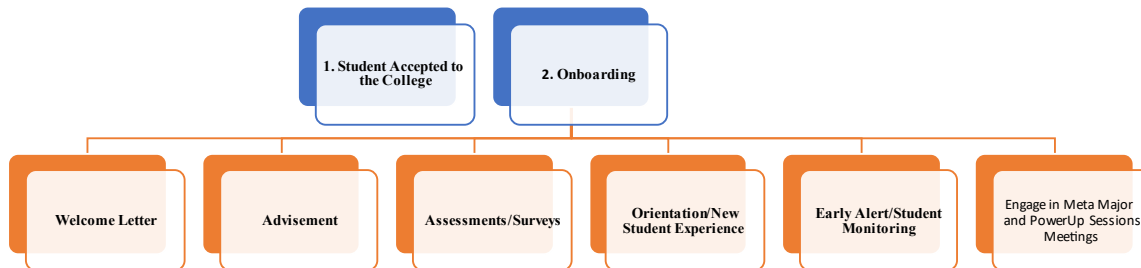 1. Student Accepted to
the College
2. Onboarding
Welcome Letter
Advisement
Assessments/Surveys
Orientation/New
Student Experience
Early Alert/Student
Monitoring
Engage in Meta Major
and PowerUp Sessions
Meetings